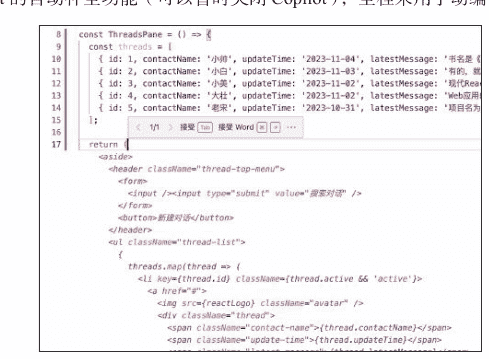 的自动补全功能（可以暂时关闭Copilot），全程采用手动编
8 const ThreadsPane = () => {
9 const threads = [
10 { id: 1, contactName: '小帅', updateTime: '2023-11-04', latestMessage: '书名是《
11 { id: 2, contactName: '小白', updateTime: '2023-11-03', latestMessage: '有的。就
12 { id: 3, contactName: '小美', updateTime: '2023-11-02', latestMessage: '现代Reac
13 { id: 4, contactName: '大壮', updateTime: '2023-11-02', latestMessage: 'Web应用
14 { id: 5, contactName: '老宋', updateTime: '2023-10-31', latestMessage: '项目名为
15 ];
16 < 1/1 > 接受 Tab 接受 Word ⌘ → ···
17 return (
<aside>
<header className="thread-top-menu">
<form>
<input /><input type="submit" value="搜索对话" />
</form>
<button>新建对话</button>
</header>
<ul className="thread-list">
{
threads.map(thread => (
<li key={thread.id} className={thread.active && 'active'}>
<a href="#">
<img src={reactLogo} className="avatar" />
<div className="thread">
<span className="contact-name">{thread.contactName}</span>
<span className="update-time">{thread.updateTime}</span>